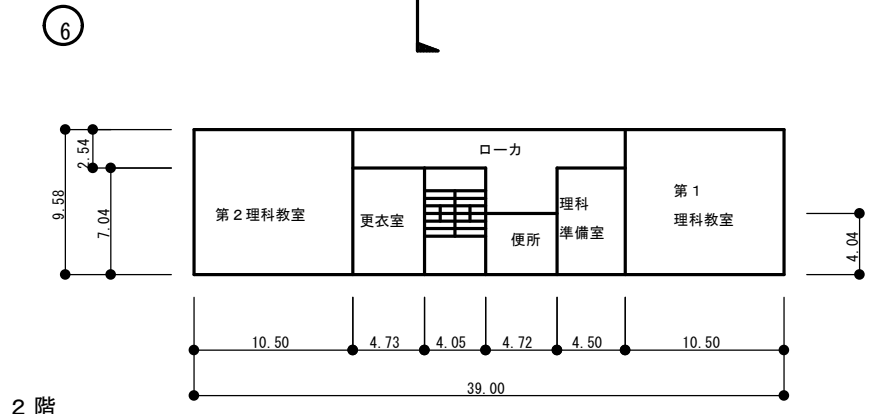 6
ローカ
2.54
9.58
7.04
第２理科教室
更衣室
便所
理科
準備室
第１
理科教室
4.04
10.50
4.73
4.05
4.72
4.50
10.50
39.00
２階